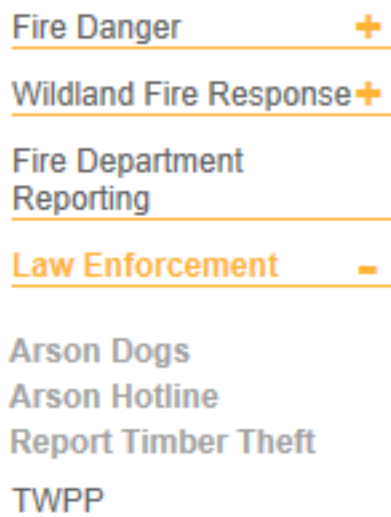 Fire Danger +
Wildland Fire Response +
Fire Department
Reporting
Law Enforcement -
Arson Dogs
Arson Hotline
Report Timber Theft
TWPP